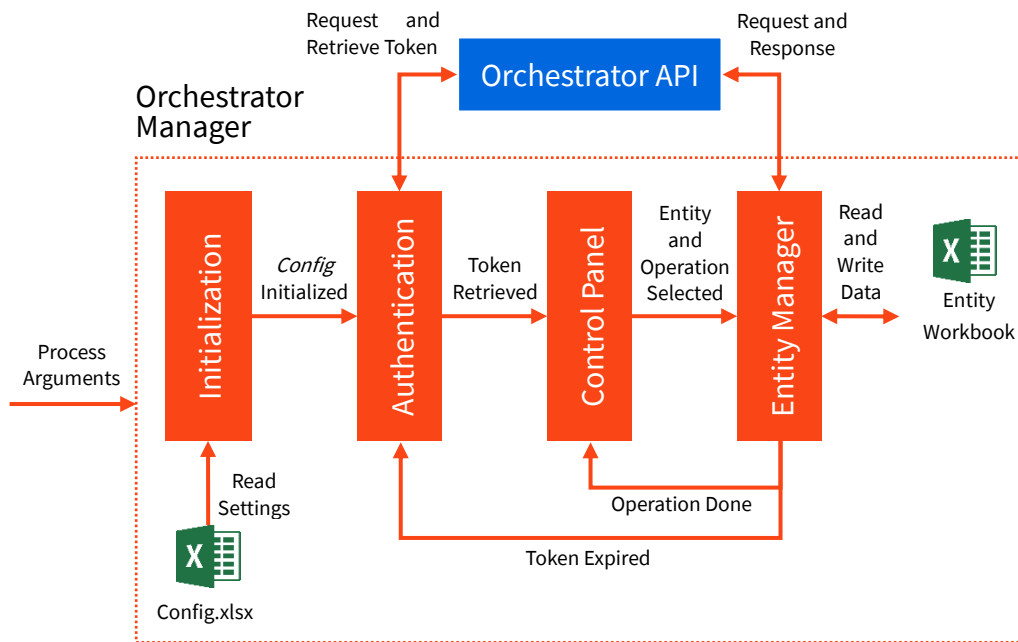 Request and
Retrieve Token
Orchestrator API
Request and
Response
Orchestrator
Manager
Process
Arguments
Initialization
Config
Initialized
Authentication
Token
Retrieved
Control Panel
Entity
and
Operation
Selected
Entity Manager
Read
and
Write
Data
X
Entity
Workbook
Read
Settings
X
Config.xlsx
Operation Done
Token Expired